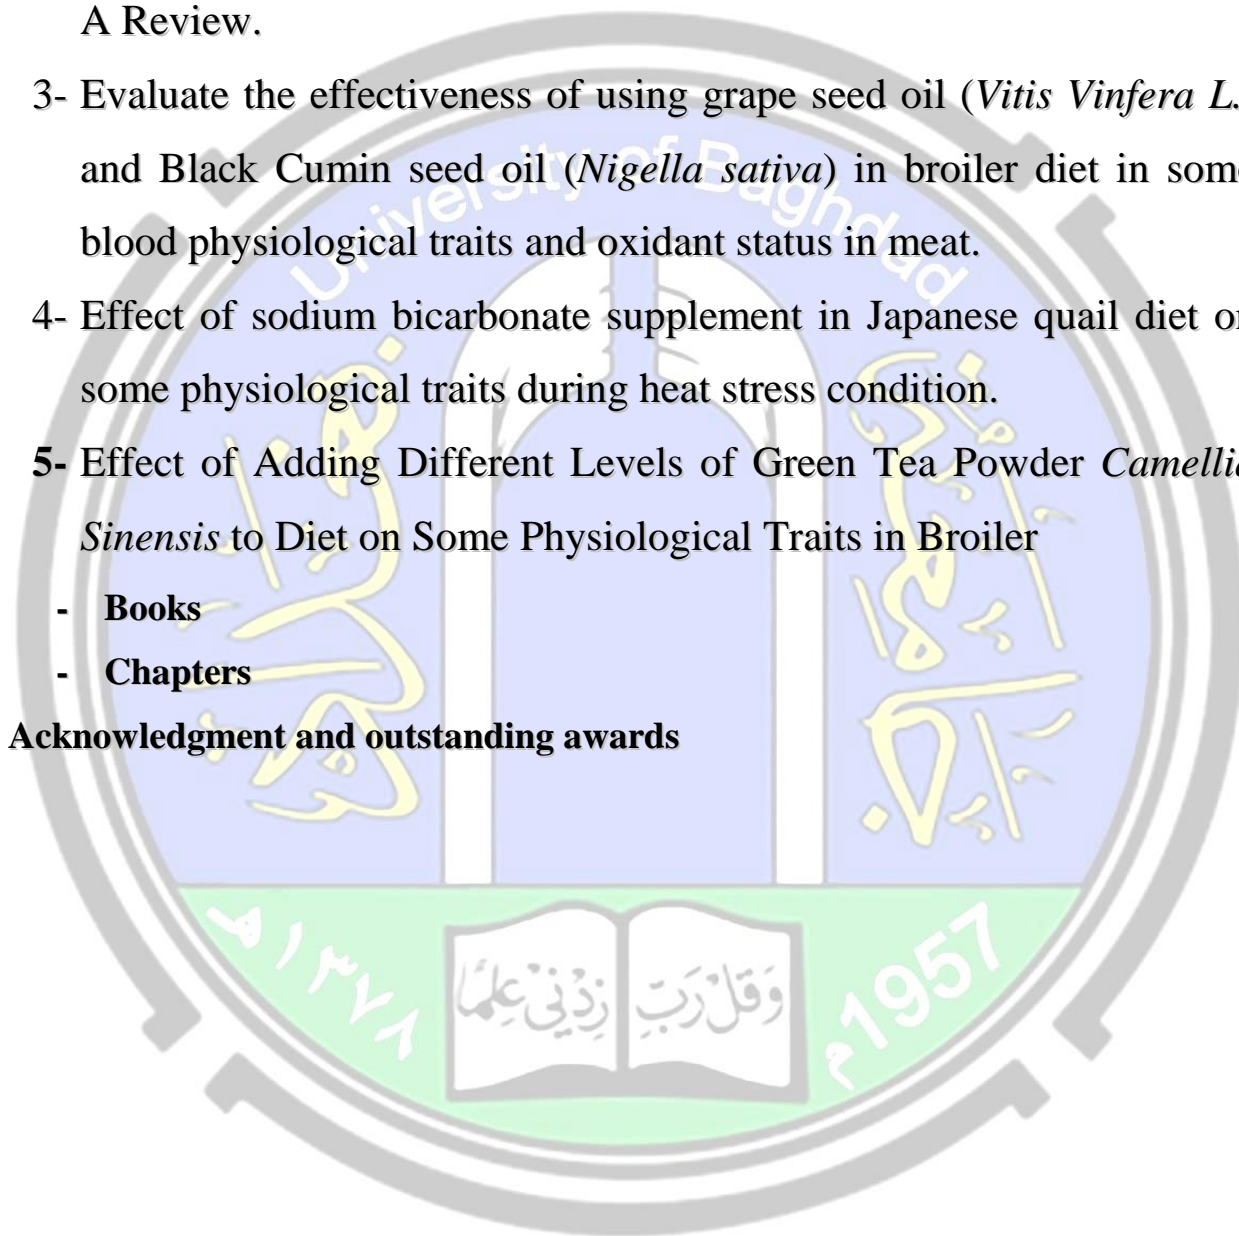 A Review.
3- Evaluate the effectiveness of using grape seed oil (Vitis Vinfera L.
and Black Cumin seed oil (Nigella sativa) in broiler diet in some
blood physiological traits and oxidant status in meat.
4- Effect of sodium bicarbonate supplement in Japanese quail diet on
some physiological traits during heat stress condition.
5- Effect of Adding Different Levels of Green Tea Powder Camellia
Sinensis to Diet on Some Physiological Traits in Broiler
- Books
- Chapters
Acknowledgment and outstanding awards
University of Baghdad
جامعة
بغداد
وَقُلْ رَبِّ زِدْنِي عِلْمًا
١٣٧٨هـ
1957م